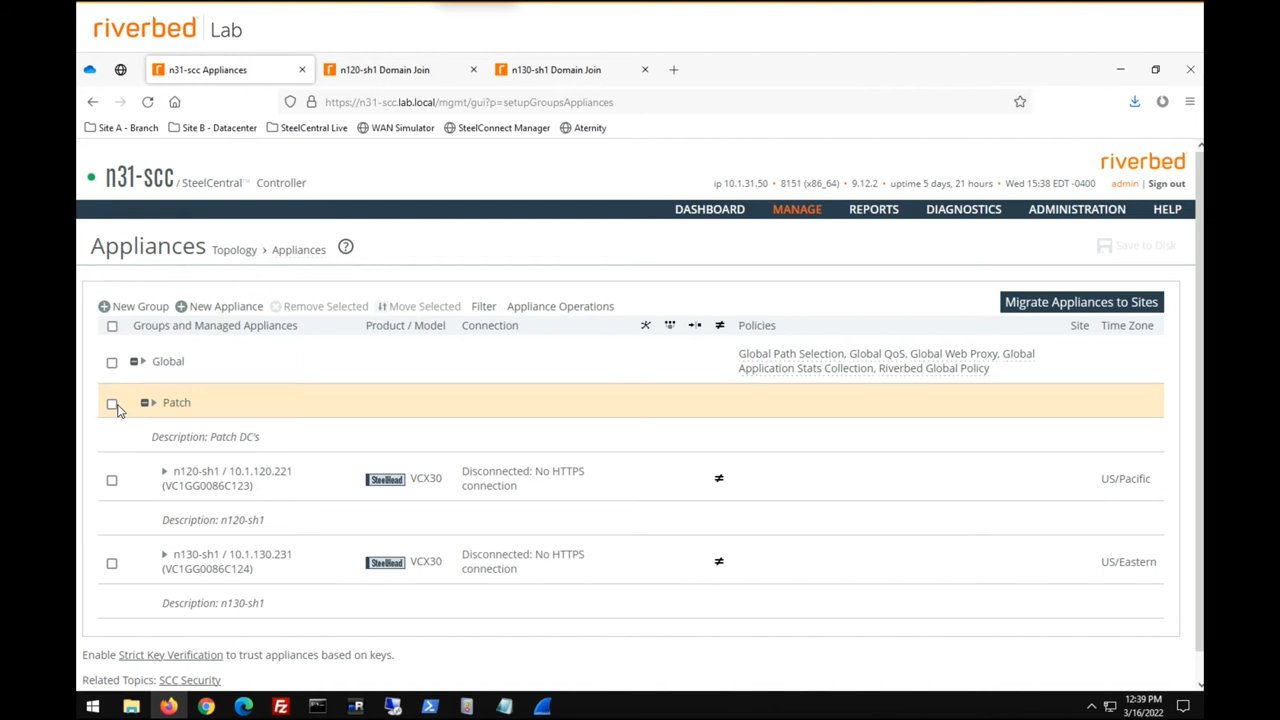 riverbed | Lab
n31-scc Appliances
n120-sh1 Domain Join
n130-sh1 Domain Join
https://n31-scc.lab.local/mgmt/gui?p=setupGroupsAppliances
Site A - Branch
Site B - Datacenter
SteelCentral Live
WAN Simulator
SteelConnect Manager
Aternity
riverbed
n31-scc / SteelCentral™ Controller
ip 10.1.31.50 • 8151 (x86_64) • 9.12.2 • uptime 5 days, 21 hours • Wed 15:38 EDT -0400 admin | Sign out
DASHBOARD MANAGE REPORTS DIAGNOSTICS ADMINISTRATION HELP
Appliances Topology › Appliances ?
Save to Disk
New Group New Appliance Remove Selected Move Selected Filter Appliance Operations
Migrate Appliances to Sites
Groups and Managed Appliances Product / Model Connection Policies Site Time Zone
Global
Global Path Selection, Global QoS, Global Web Proxy, Global
Application Stats Collection, Riverbed Global Policy
Patch
Description: Patch DC's
n120-sh1 / 10.1.120.221
(VC1GG0086C123)
SteelHead VCX30
Disconnected: No HTTPS
connection
≠
US/Pacific
Description: n120-sh1
n130-sh1 / 10.1.130.231
(VC1GG0086C124)
SteelHead VCX30
Disconnected: No HTTPS
connection
≠
US/Eastern
Description: n130-sh1
Enable Strict Key Verification to trust appliances based on keys.
Related Topics: SCC Security
12:39 PM
3/16/2022